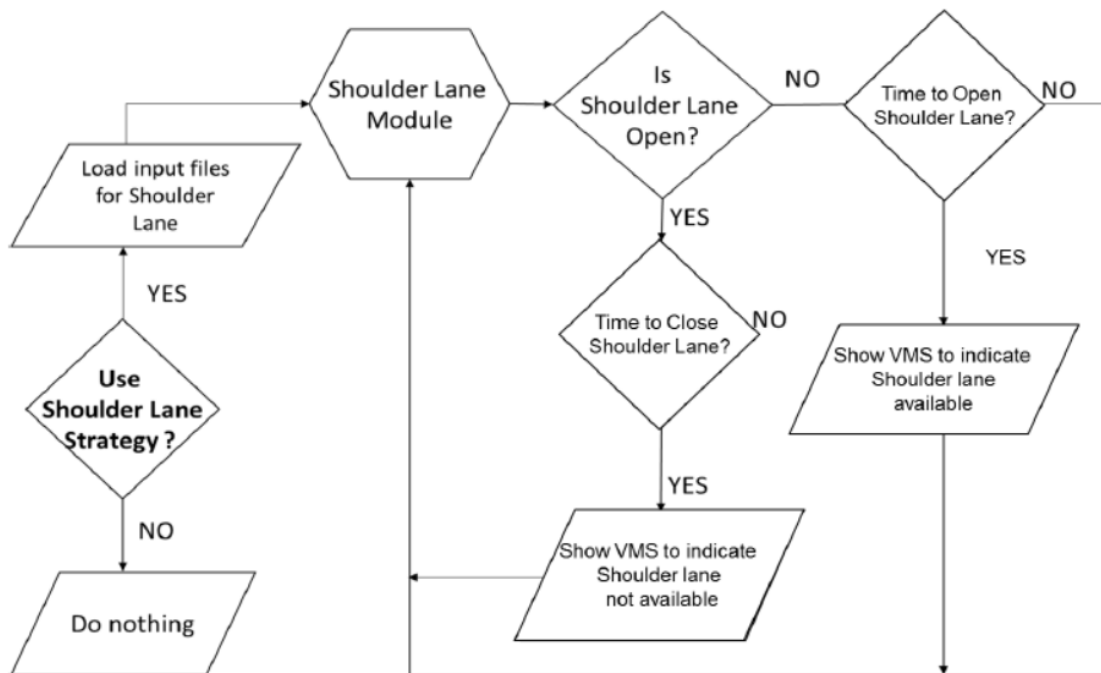 Use
Shoulder Lane
Strategy ?
YES
NO
Do nothing
Load input files
for Shoulder
Lane
Shoulder Lane
Module
Is
Shoulder Lane
Open?
NO
YES
Time to Close
Shoulder Lane?
NO
YES
Show VMS to indicate
Shoulder lane
not available
Time to Open
Shoulder Lane?
NO
YES
Show VMS to indicate
Shoulder lane
available